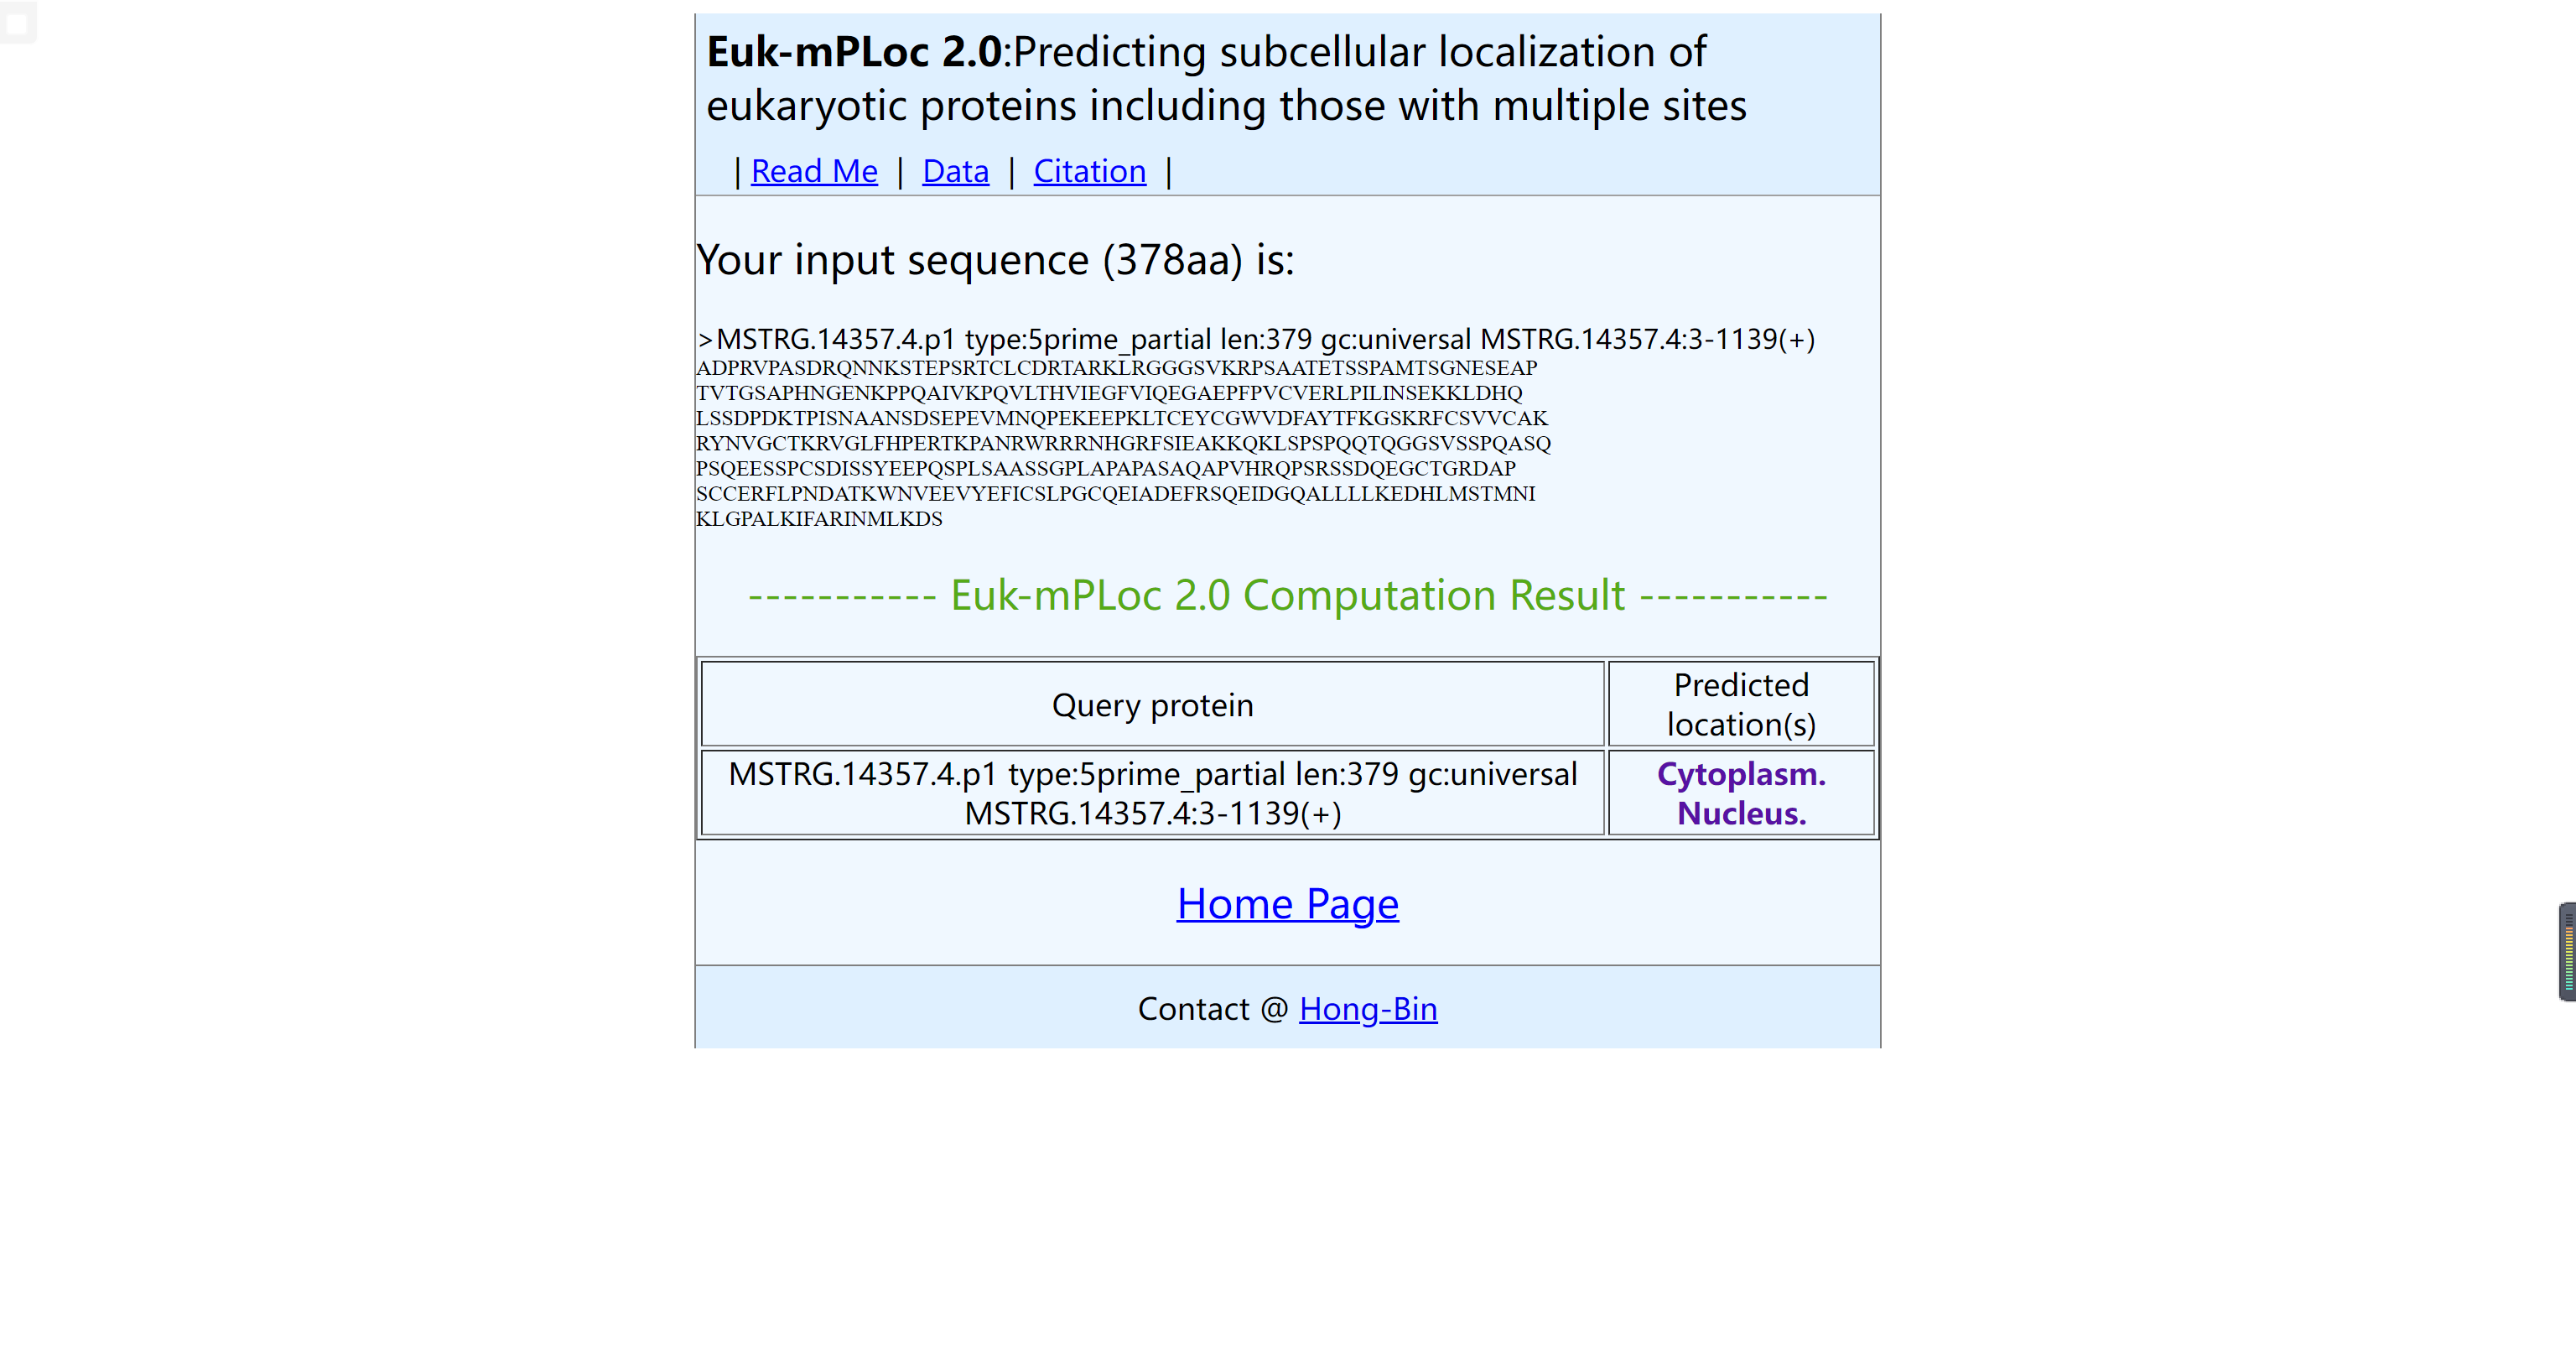 Euk-mPLoc 2.0:Predicting subcellular localization of
eukaryotic proteins including those with multiple sites
| Read Me | Data | Citation |
Your input sequence (378aa) is:
>MSTRG.14357.4.p1 type:5prime_partial len:379 gc:universal MSTRG.14357.4:3-1139(+)
ADPRVPASDRQNNKSTEPSRTCLCDRTARKLRGGGSVKRPSAATETSSPAMTSGNESEAP
TVTGSAPHNGENKPPQAIVKPQVLTHVIEGFVIQEGAEPFPVCVERLPILINSEKKLDHQ
LSSDPDKTPISNAANSDSEPEVMNQPEKEEPKLTCEYCGWVDFAYTFKGSKRFCSVVCAK
RYNVGCTKRVGLFHPERTKPANRWRRRNHGRFSIEAKKQKLSPSPQQTQGGSVSSPQASQ
PSQEESSPCSDISSYEEPQSPLSAASSGPLAPAPASAQAPVHRQPSRSSDQEGCTGRDAP
SCCERFLPNDATKWNVEEVYEFICSLPGCQEIADEFRSQEIDGQALLLLKEDHLMSTMNI
KLGPALKIFARINMLKDS
----------- Euk-mPLoc 2.0 Computation Result -----------
Query protein
Predicted
location(s)
MSTRG.14357.4.p1 type:5prime_partial len:379 gc:universal
MSTRG.14357.4:3-1139(+)
Cytoplasm.
Nucleus.
Home Page
Contact @ Hong-Bin